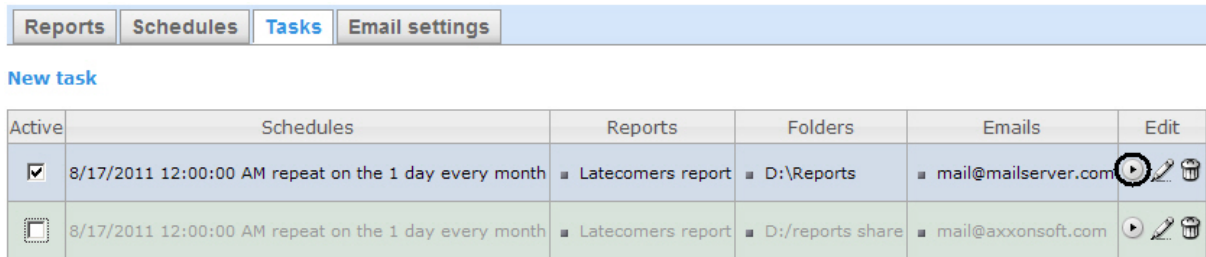 Reports Schedules Tasks Email settings
New task
Active Schedules Reports Folders Emails Edit
8/17/2011 12:00:00 AM repeat on the 1 day every month Latecomers report D:\Reports mail@mailserver.com
8/17/2011 12:00:00 AM repeat on the 1 day every month Latecomers report D:/reports share mail@axxonsoft.com